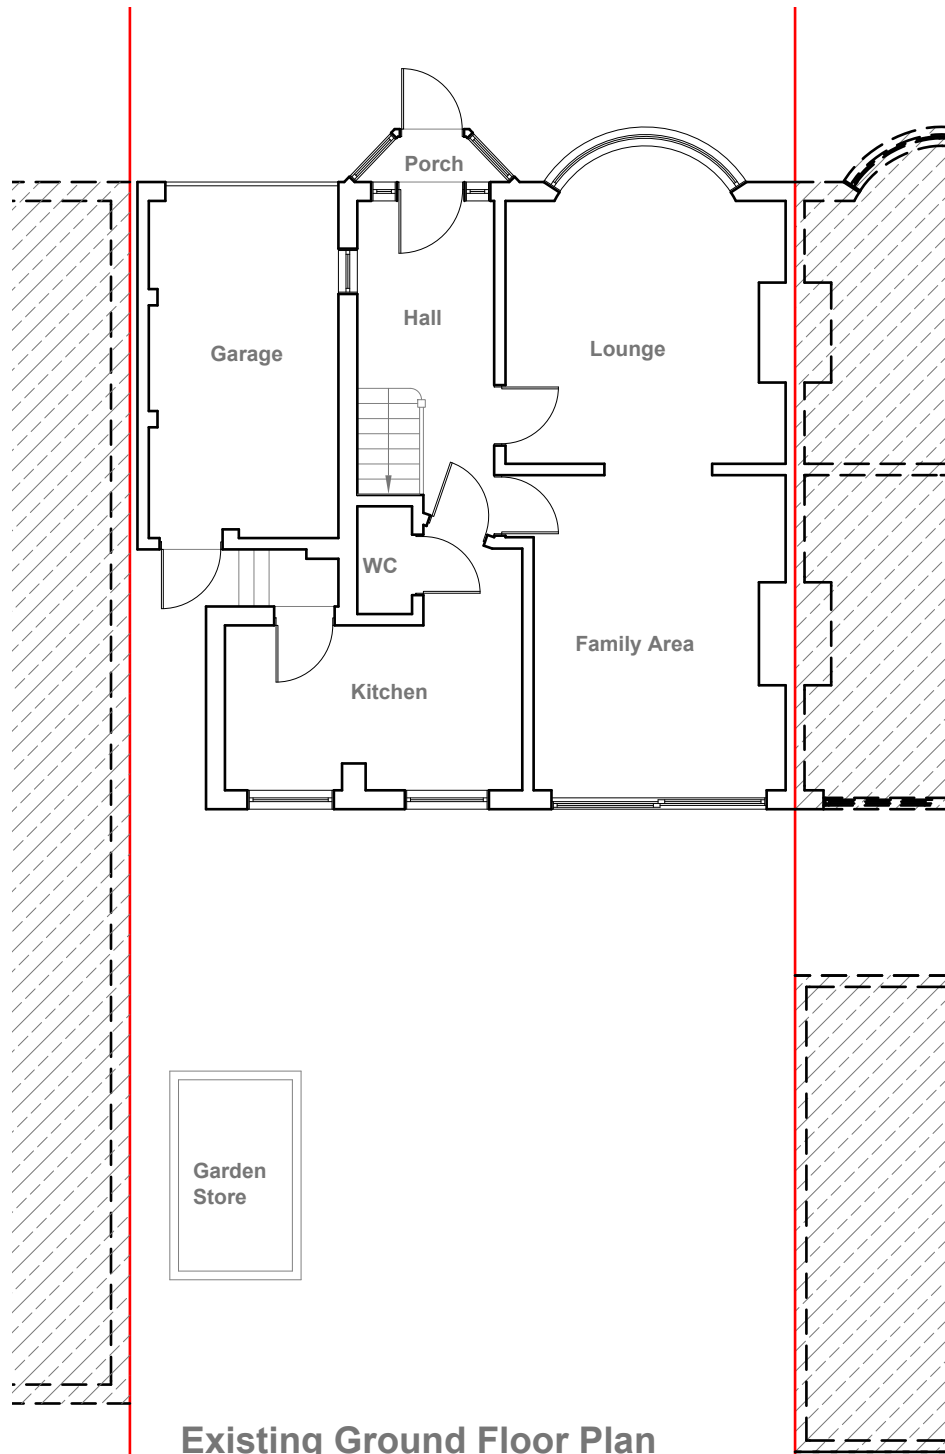 Porch
Hall
Garage
Lounge
WC
Family Area
Kitchen
Garden
Store
Existing Ground Floor Plan